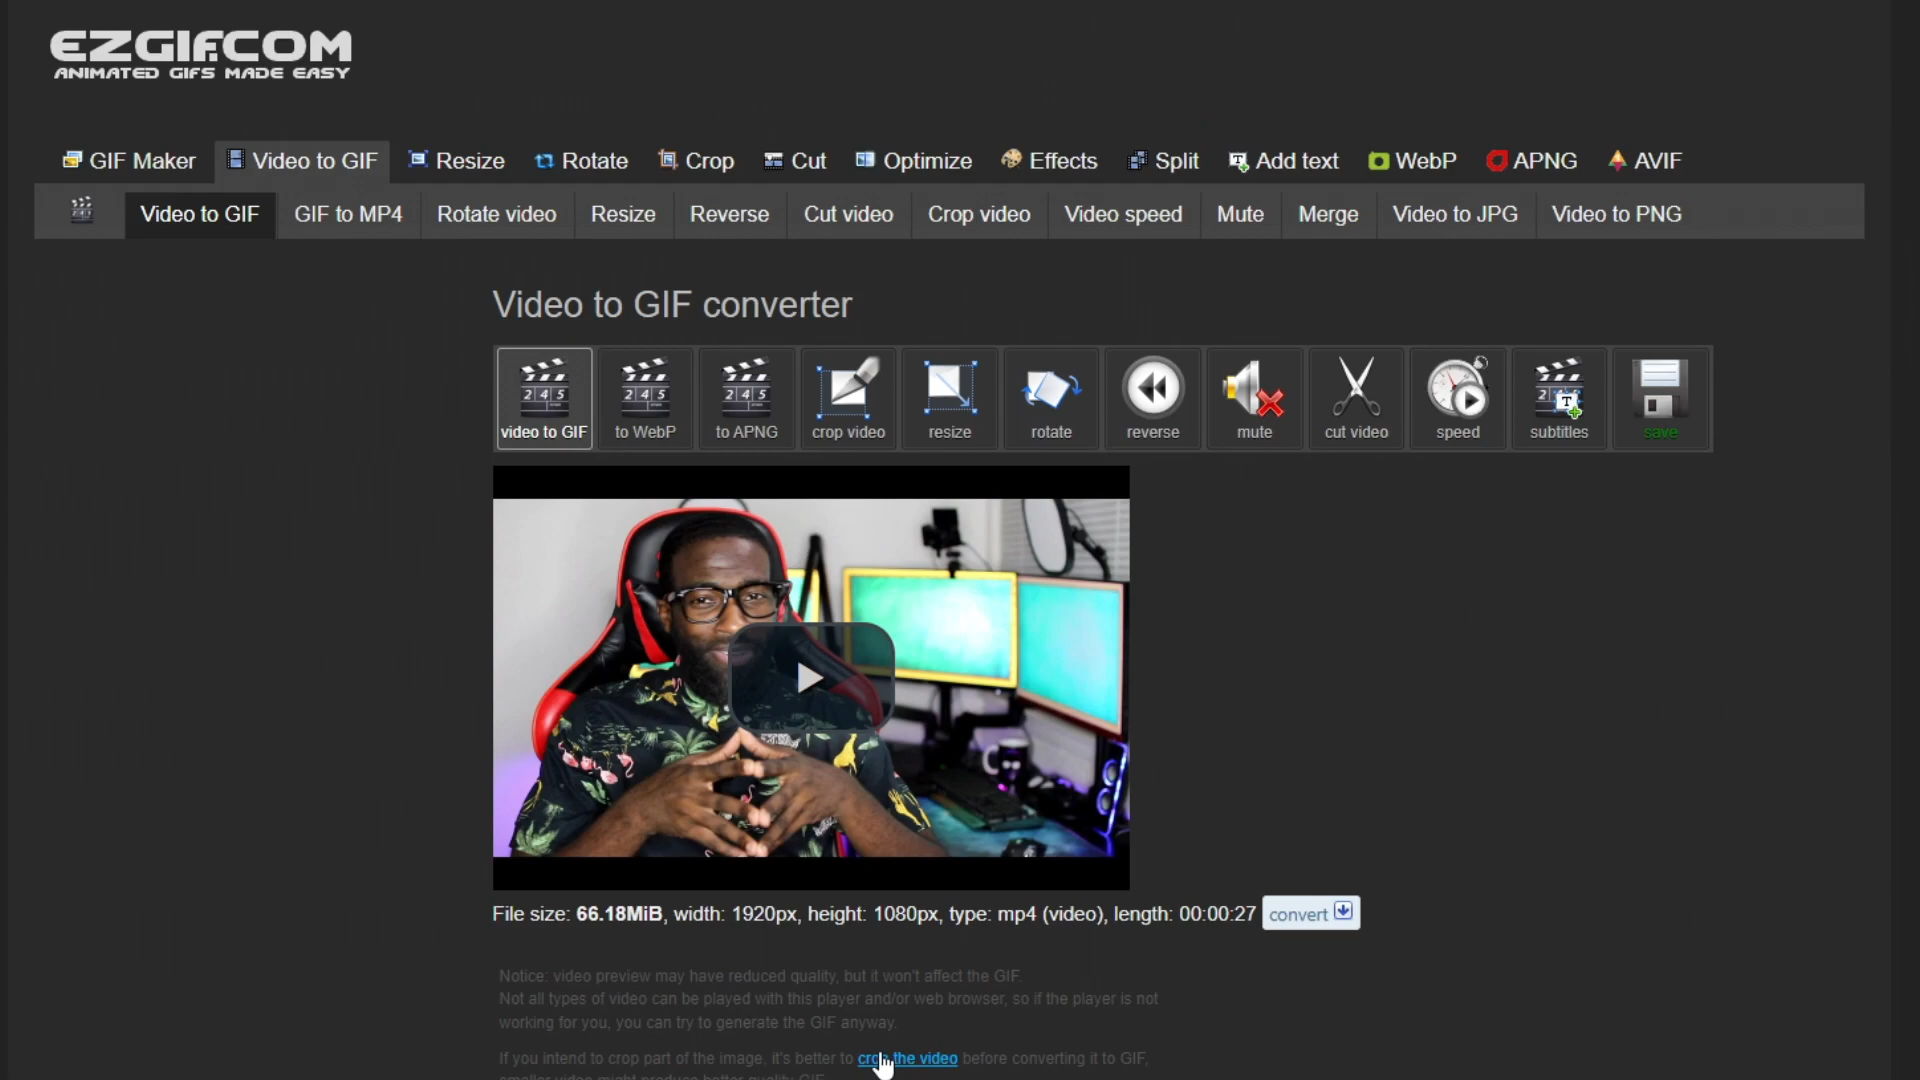 EZGIF.COM
ANIMATED GIFS MADE EASY
GIF Maker Video to GIF Resize Rotate Crop Cut Optimize Effects Split Add text WebP APNG AVIF
Video to GIF GIF to MP4 Rotate video Resize Reverse Cut video Crop video Video speed Mute Merge Video to JPG Video to PNG
Video to GIF converter
video to GIF to WebP to APNG crop video resize rotate reverse mute cut video speed subtitles save
File size: 66.18MiB, width: 1920px, height: 1080px, type: mp4 (video), length: 00:00:27 convert
Notice: video preview may have reduced quality, but it won't affect the GIF.
Not all types of video can be played with this player and/or web browser, so if the player is not
working for you, you can try to generate the GIF anyway.
If you intend to crop part of the image, it's better to crop the video before converting it to GIF,